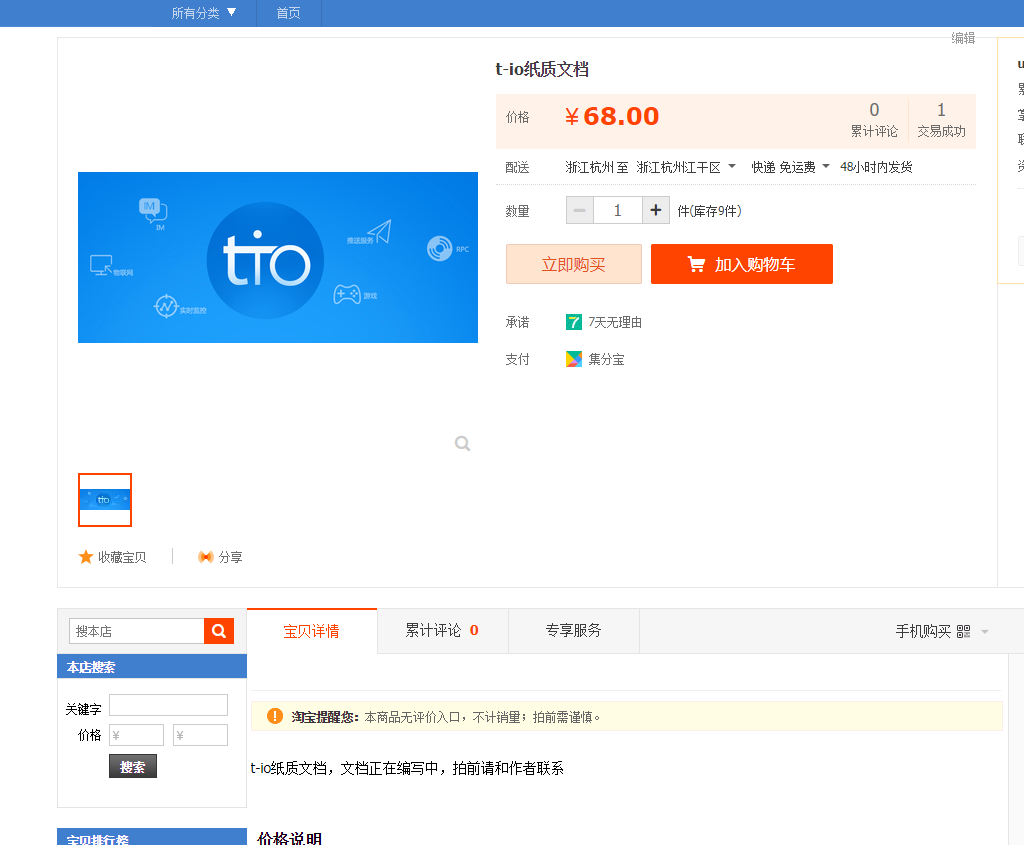 所有分类 ▼ 首页
编辑
t-io纸质文档
价格 ¥68.00
0 累计评论
1 交易成功
配送 浙江杭州 至 浙江杭州江干区 快递 免运费 48小时内发货
数量 − 1 + 件(库存9件)
立即购买 加入购物车
承诺 7 7天无理由
支付 集分宝
IM
IM
物联网
实时监控
tio
推送服务
RPC
游戏
tio
收藏宝贝 分享
搜本店
宝贝详情 累计评论 0 专享服务 手机购买
本店搜索
关键字
价格 ¥ ¥
搜索
宝贝排行榜
淘宝提醒您：本商品无评价入口，不计销量；拍前需谨慎。
t-io纸质文档，文档正在编写中，拍前请和作者联系
价格说明